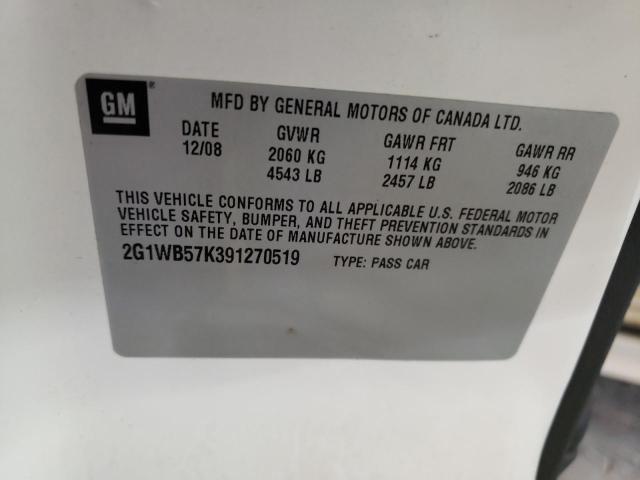 GM®
MFD BY GENERAL MOTORS OF CANADA LTD.
DATE GVWR GAWR FRT GAWR RR
12/08 2060 KG 1114 KG 946 KG
4543 LB 2457 LB 2086 LB
THIS VEHICLE CONFORMS TO ALL APPLICABLE U.S. FEDERAL MOTOR
VEHICLE SAFETY, BUMPER, AND THEFT PREVENTION STANDARDS IN
EFFECT ON THE DATE OF MANUFACTURE SHOWN ABOVE.
2G1WB57K391270519 TYPE: PASS CAR